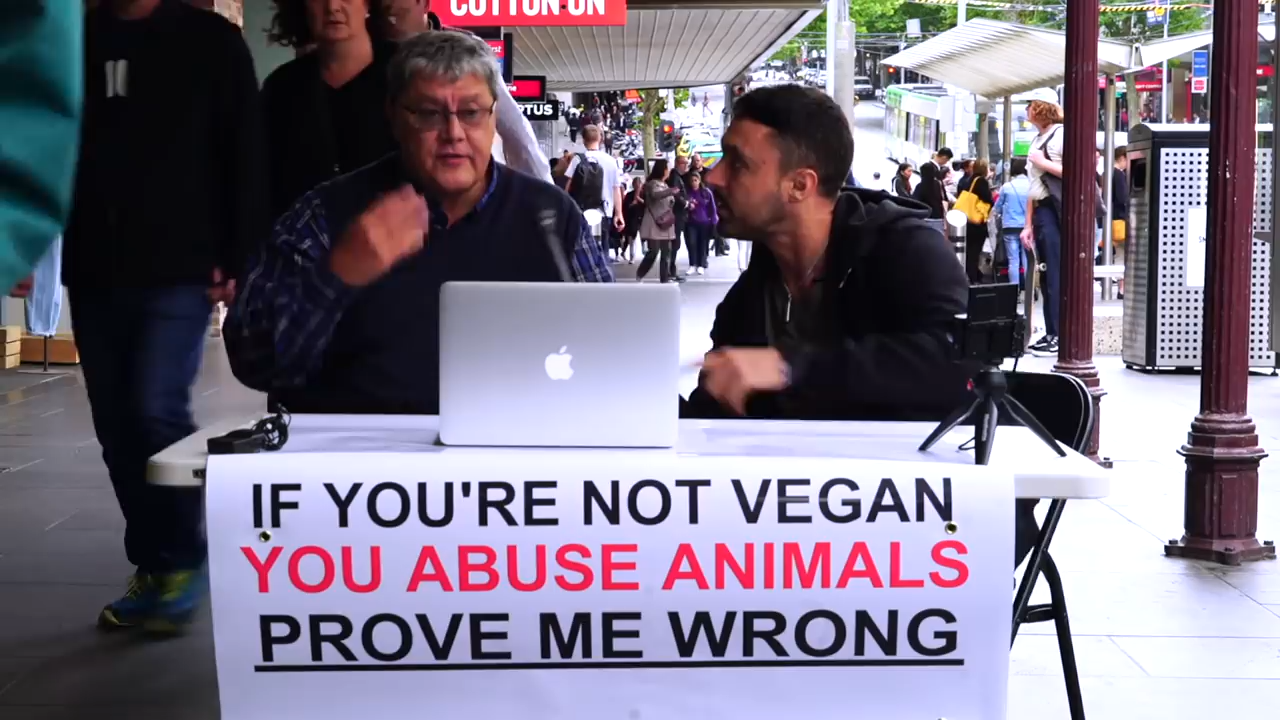 COTTON:ON
IF YOU'RE NOT VEGAN
YOU ABUSE ANIMALS
PROVE ME WRONG